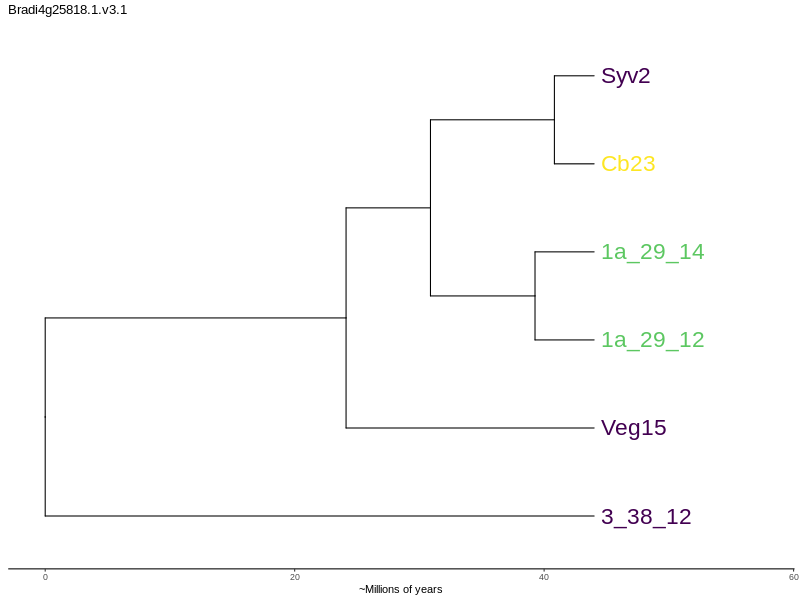 Bradi4g25818.1.v3.1
Syv2
Cb23
1a_29_14
1a_29_12
Veg15
3_38_12
0 20 40 60
~Millions of years